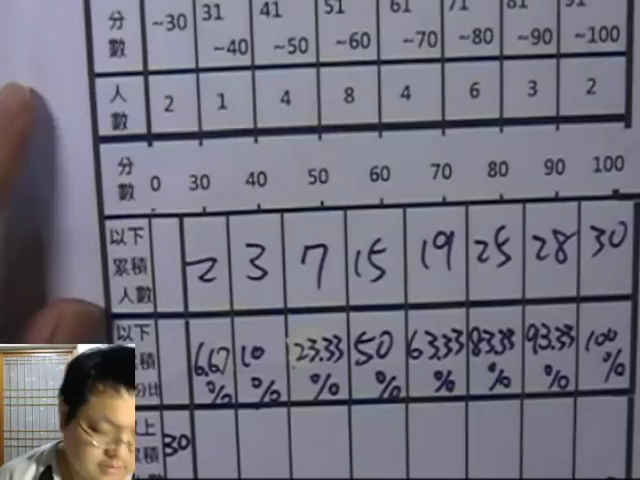 分數 ~30 31~40 41~50 51~60 61~70 71~80 81~90 91~100
人數 2 1 4 8 4 6 3 2
分數 0 30 40 50 60 70 80 90 100
以下累積人數 2 3 7 15 19 25 28 30
以下積分比 6.67% 10% 23.33% 50% 63.33% 83.33% 93.33% 100%
上積 30